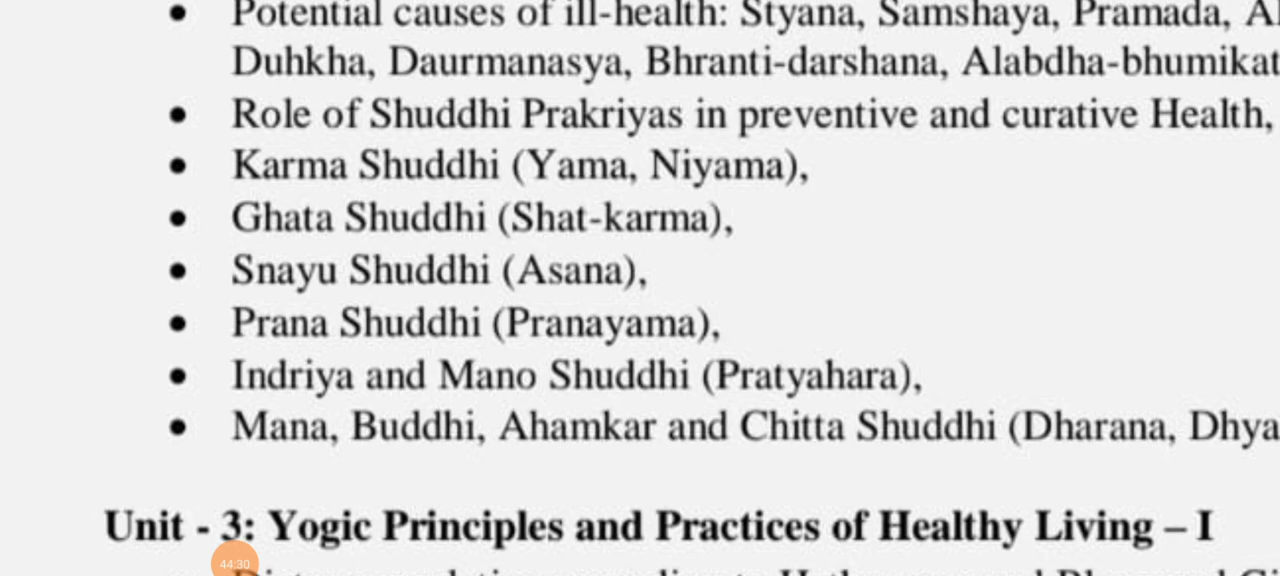 • Potential causes of ill-health: Styana, Samshaya, Pramada,
Duhkha, Daurmanasya, Bhranti-darshana, Alabdha-bhumikat
• Role of Shuddhi Prakriyas in preventive and curative Health,
• Karma Shuddhi (Yama, Niyama),
• Ghata Shuddhi (Shat-karma),
• Snayu Shuddhi (Asana),
• Prana Shuddhi (Pranayama),
• Indriya and Mano Shuddhi (Pratyahara),
• Mana, Buddhi, Ahamkar and Chitta Shuddhi (Dharana, Dhya
Unit - 3: Yogic Principles and Practices of Healthy Living – I
44:30